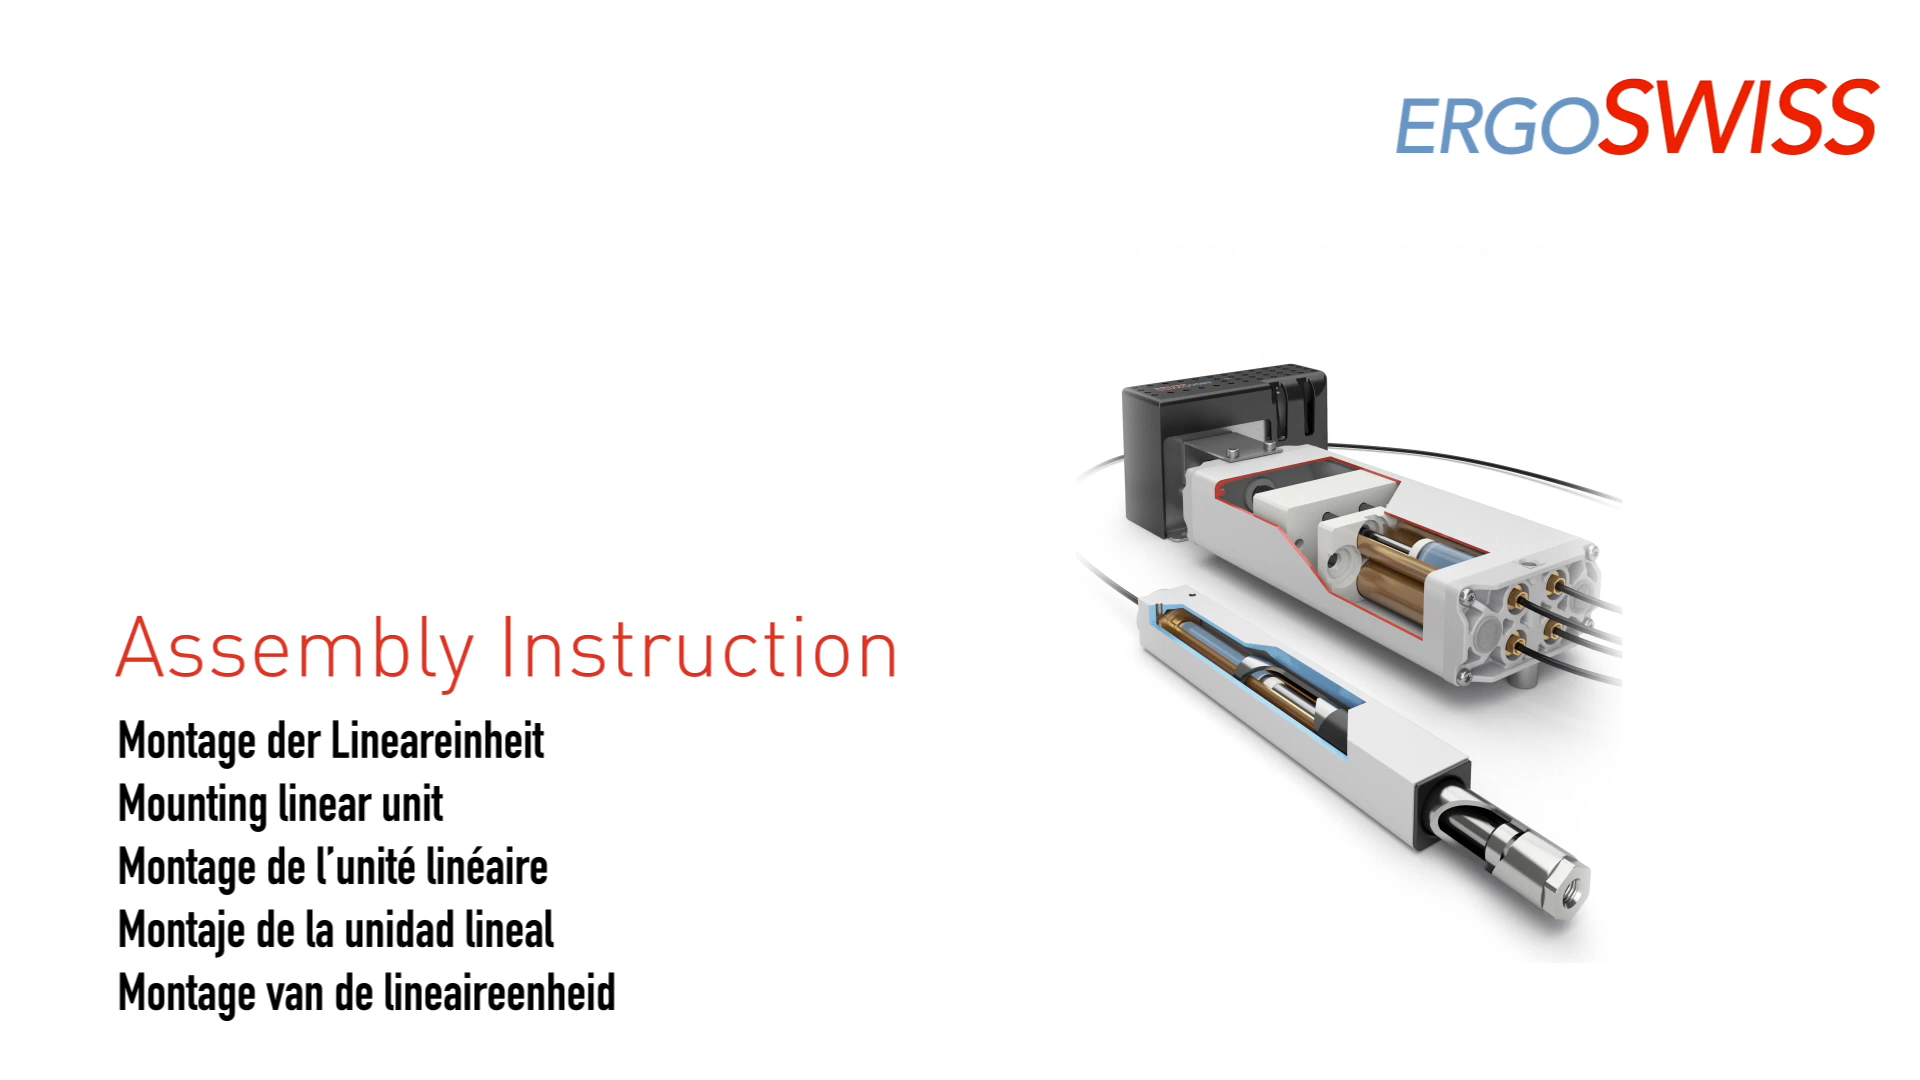 ERGOSWISS
Assembly Instruction
Montage der Lineareinheit
Mounting linear unit
Montage de l'unité linéaire
Montaje de la unidad lineal
Montage van de lineaireenheid